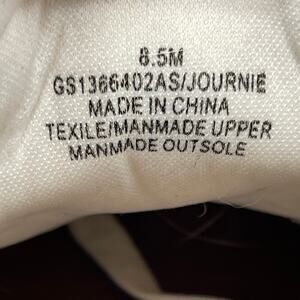 8.5M
GS1366402AS/JOURNIE
MADE IN CHINA
TEXILE/MANMADE UPPER
MANMADE OUTSOLE